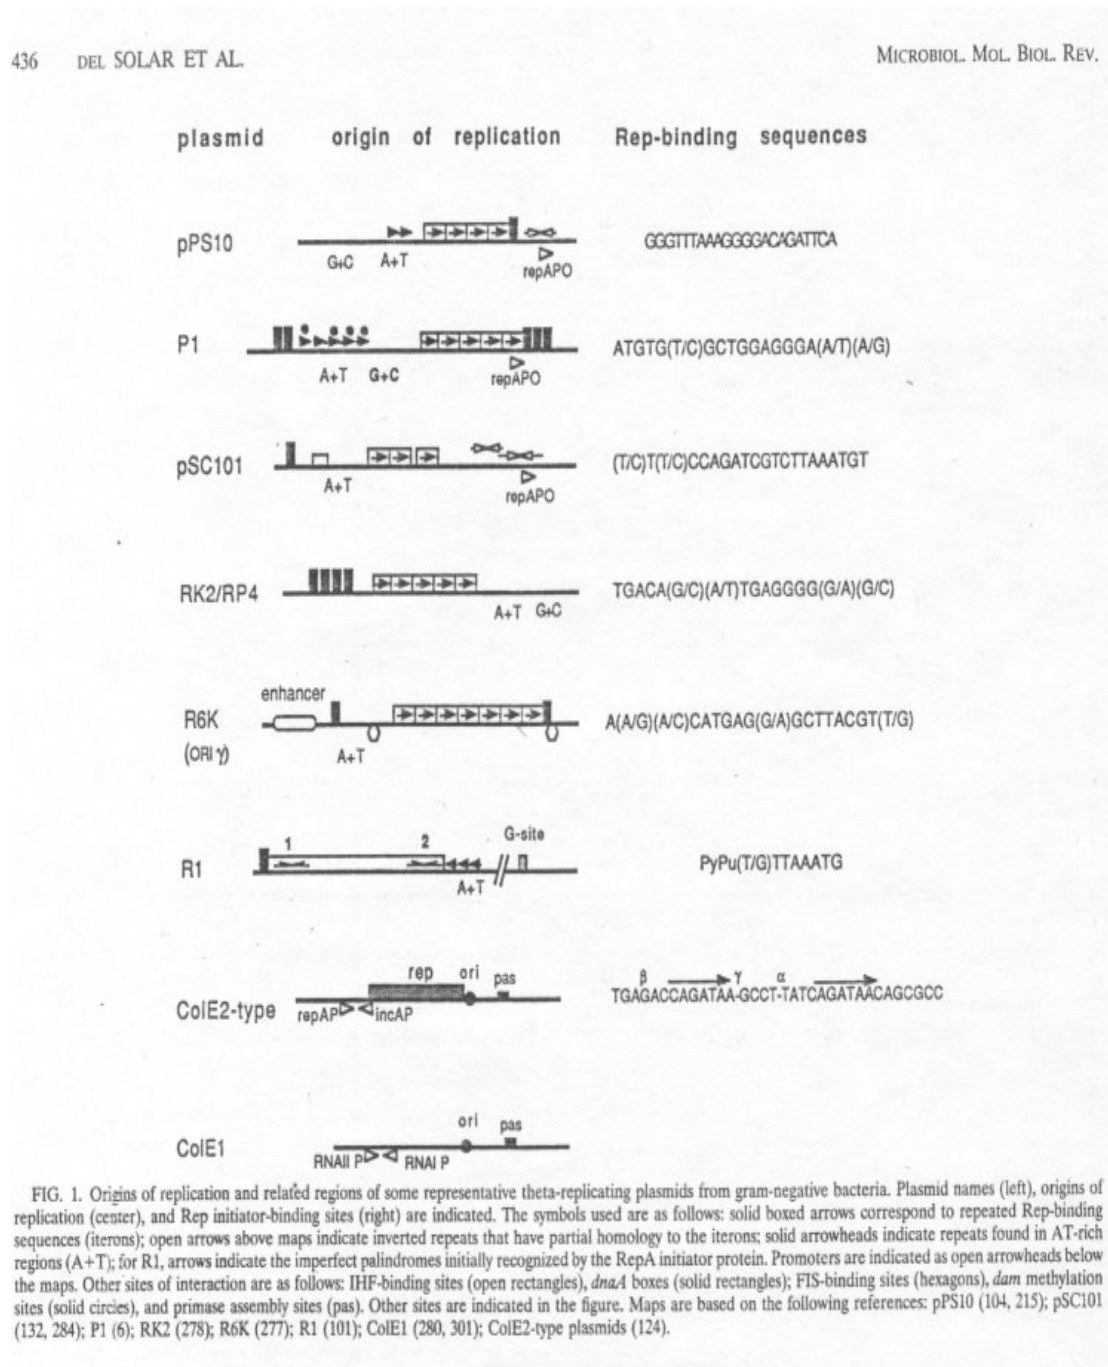 436 DEL SOLAR ET AL. MICROBIOL. MOL. BIOL. REV.
plasmid origin of replication Rep-binding sequences
pPS10 GGGTTTAAAGGGGACAGATTCA
G+C A+T
repAPO
P1 ATGTG(T/C)GCTGGAGGGA(A/T)(A/G)
A+T G+C repAPO
pSC101 (T/C)T(T/C)CCAGATCGTCTTAAATGT
A+T
repAPO
RK2/RP4 TGACA(G/C)(A/T)TGAGGGG(G/A)(G/C)
A+T G+C
enhancer
R6K A(A/G)(A/C)CATGAG(G/A)GCTTACGT(T/G)
(ORI γ) A+T
1 2 G-site
R1 PyPu(T/G)TTAAATG
A+T
rep ori pas β γ α
TGAGACCAGATAA-GCCT-TATCAGATAACAGCGCC
ColE2-type repAP incAP
ori pas
ColE1
RNAII P RNAI P
FIG. 1. Origins of replication and related regions of some representative theta-replicating plasmids from gram-negative bacteria. Plasmid names (left), origins of
replication (center), and Rep initiator-binding sites (right) are indicated. The symbols used are as follows: solid boxed arrows correspond to repeated Rep-binding
sequences (iterons); open arrows above maps indicate inverted repeats that have partial homology to the iterons; solid arrowheads indicate repeats found in AT-rich
regions (A+T); for R1, arrows indicate the imperfect palindromes initially recognized by the RepA initiator protein. Promoters are indicated as open arrowheads below
the maps. Other sites of interaction are as follows: IHF-binding sites (open rectangles), dnaA boxes (solid rectangles); FIS-binding sites (hexagons), dam methylation
sites (solid circles), and primase assembly sites (pas). Other sites are indicated in the figure. Maps are based on the following references: pPS10 (104, 215); pSC101
(132, 284); P1 (6); RK2 (278); R6K (277); R1 (101); ColE1 (280, 301); ColE2-type plasmids (124).